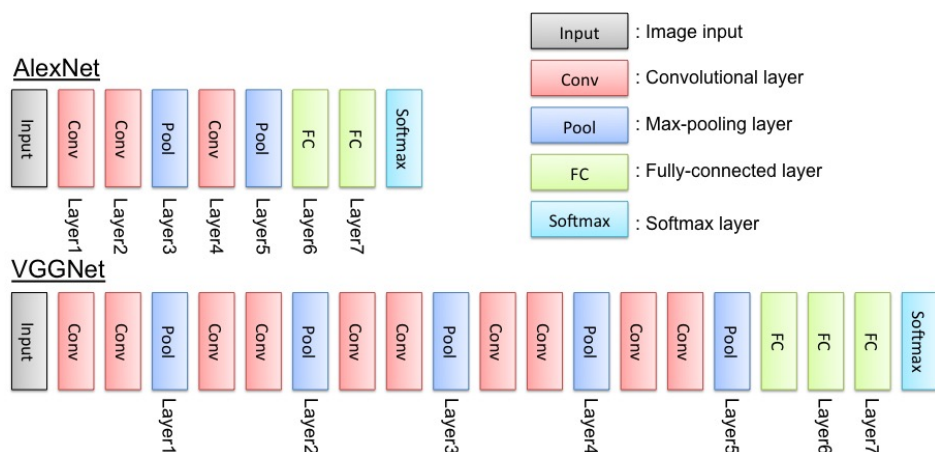 Input : Image input
Conv : Convolutional layer
Pool : Max-pooling layer
FC : Fully-connected layer
Softmax : Softmax layer
AlexNet
Input Conv Conv Pool Conv Pool FC FC Softmax
Layer1 Layer2 Layer3 Layer4 Layer5 Layer6 Layer7
VGGNet
Input Conv Conv Pool Conv Conv Pool Conv Conv Pool Conv Conv Pool Conv Conv Pool FC FC FC Softmax
Layer1 Layer2 Layer3 Layer4 Layer5 Layer6 Layer7